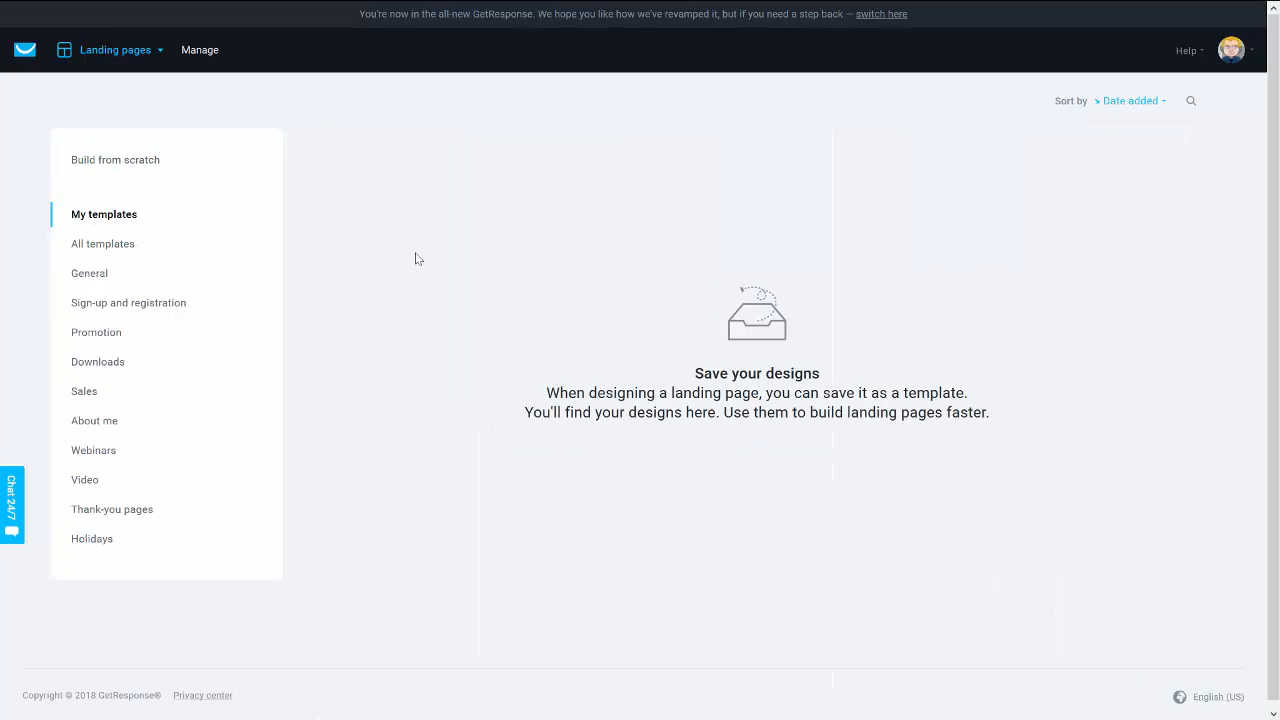 You're now in the all-new GetResponse. We hope you like how we've revamped it, but if you need a step back — switch here
Landing pages Manage
Help
Sort by Date added
Build from scratch
My templates
All templates
General
Sign-up and registration
Promotion
Downloads
Sales
About me
Webinars
Video
Thank-you pages
Holidays
Save your designs
When designing a landing page, you can save it as a template.
You'll find your designs here. Use them to build landing pages faster.
Chat 24/7
Copyright © 2018 GetResponse® Privacy center
English (US)